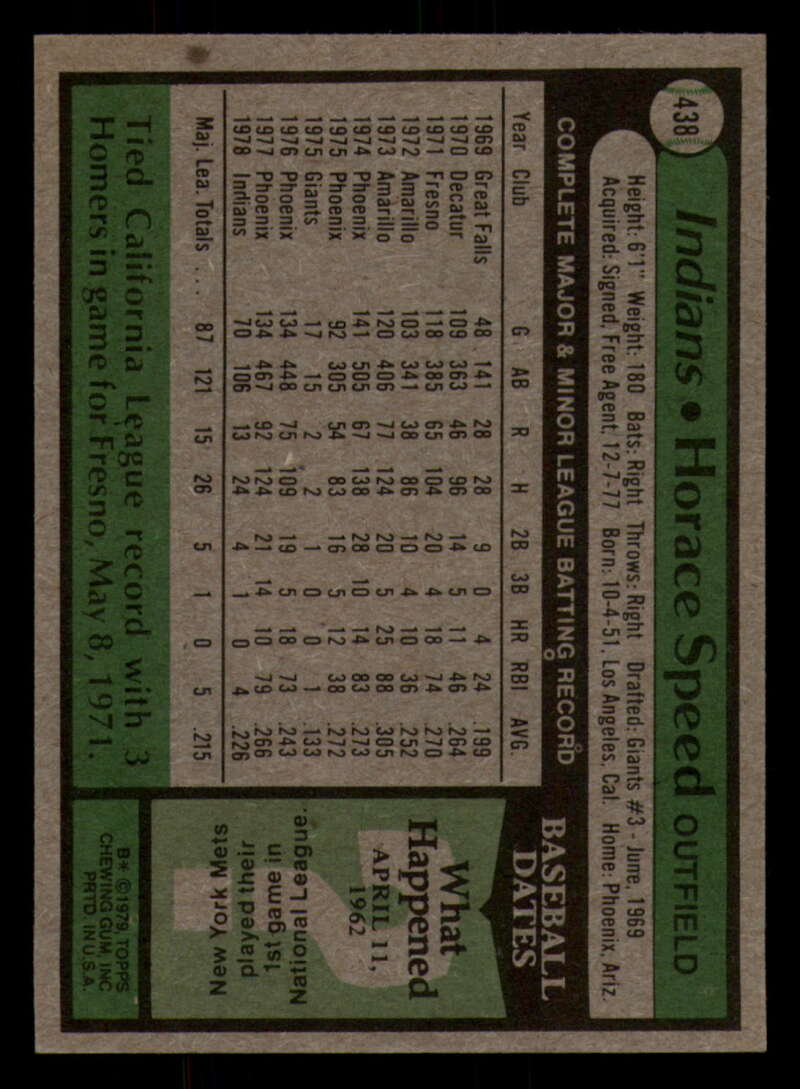 438
Indians • Horace Speed OUTFIELD
Height: 6'1" Weight: 180 Bats: Right Throws: Right Drafted: Giants #3 - June, 1969
Acquired: Signed, Free Agent, 12-7-77 Born: 10-4-51, Los Angeles, Cal. Home: Phoenix, Ariz.
COMPLETE MAJOR & MINOR LEAGUE BATTING RECORD
Year Club G AB R H 2B 3B HR RBI AVG.
1969 Great Falls 48 141 28 28 9 0 4 24 .199
1970 Decatur 109 363 46 96 14 5 11 46 .264
1971 Fresno 118 385 65 104 20 4 18 74 .270
1972 Amarillo 103 341 38 86 10 4 10 36 .252
1973 Amarillo 120 406 77 124 20 5 25 88 .305
1974 Phoenix 141 505 67 138 28 10 14 83 .273
1975 Phoenix 92 305 54 83 16 5 12 38 .272
1975 Giants 17 15 2 2 1 0 0 1 .133
1976 Phoenix 134 448 75 109 19 5 18 73 .243
1977 Phoenix 134 467 92 124 21 14 10 79 .266
1978 Indians 70 106 13 24 4 1 0 4 .226
Maj. Lea. Totals . . . 87 121 15 26 5 1 0 5 .215
Tied California League record with 3
Homers in game for Fresno, May 8, 1971.
BASEBALL
DATES
What
Happened
APRIL 11,
1962
New York Mets
played their
1st game in
National League.
B* ©1979, TOPPS
CHEWING GUM, INC
PRTD. IN U.S.A.